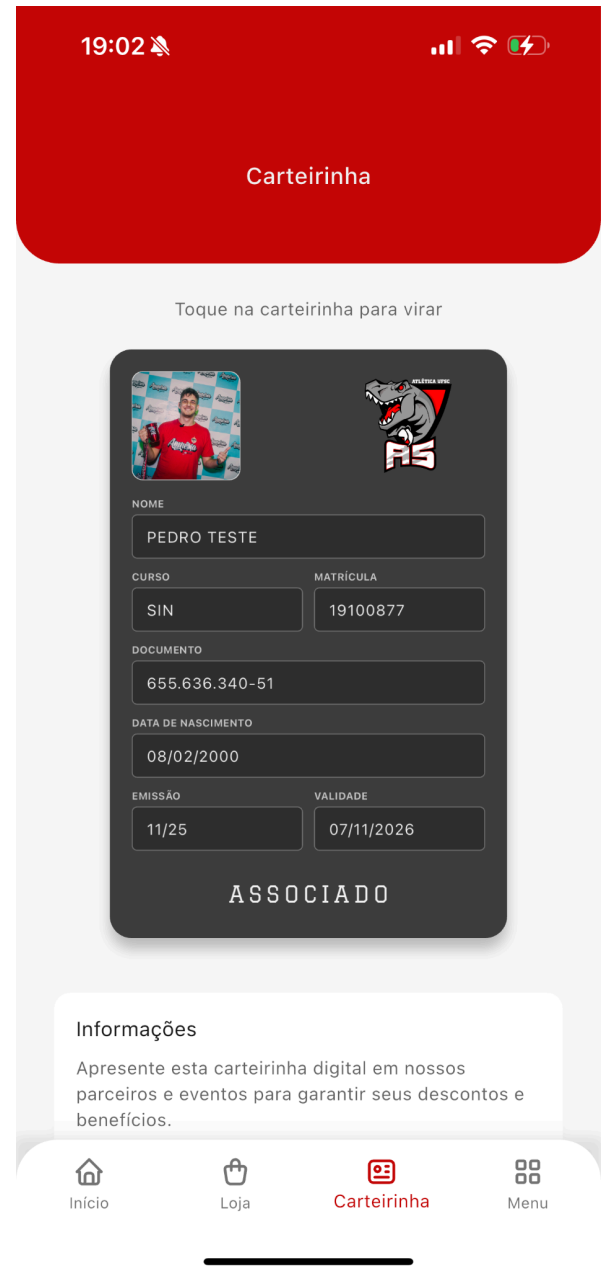 19:02
Carteirinha
Toque na carteirinha para virar
ATLÉTICA UFSC
AS
NOME
PEDRO TESTE
CURSO
MATRÍCULA
SIN
19100877
DOCUMENTO
655.636.340-51
DATA DE NASCIMENTO
08/02/2000
EMISSÃO
VALIDADE
11/25
07/11/2026
ASSOCIADO
Informações
Apresente esta carteirinha digital em nossos
parceiros e eventos para garantir seus descontos e
benefícios.
Início
Loja
Carteirinha
Menu